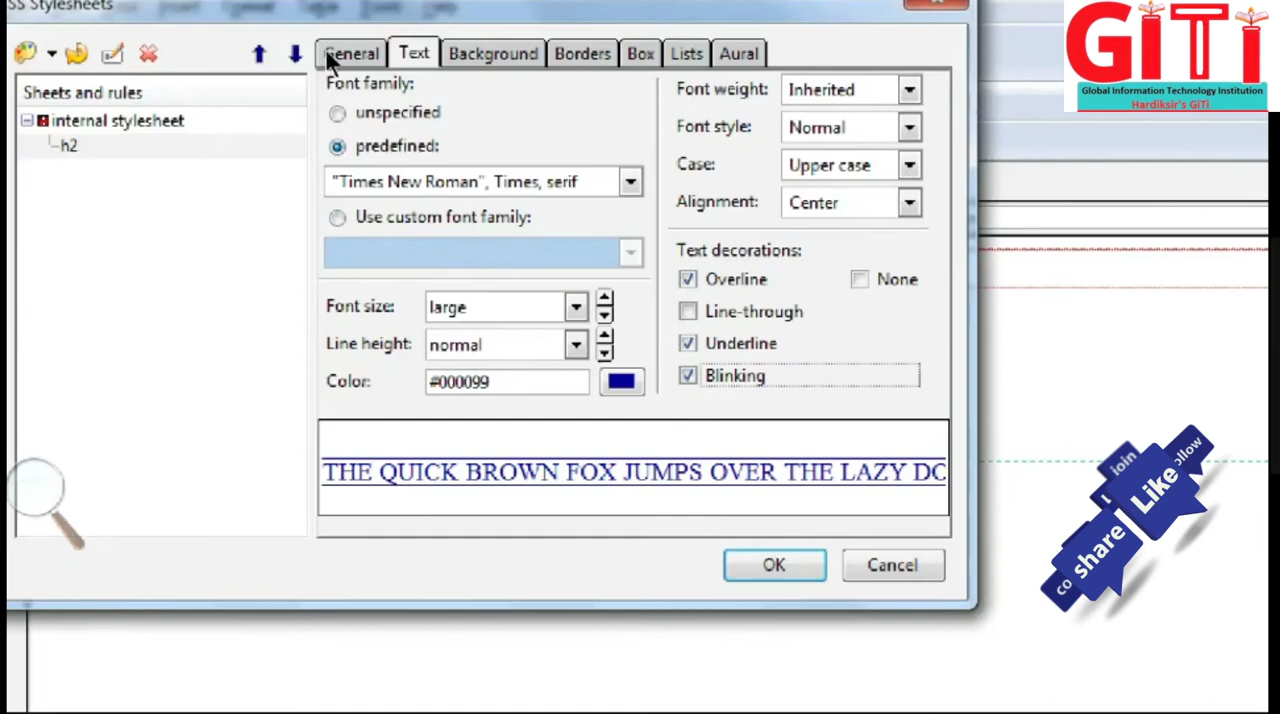 SS Stylesheets
GiTi
Global Information Technology Institution
Hardiksir's GiTi
General Text Background Borders Box Lists Aural
Sheets and rules
internal stylesheet
h2
Font family:
unspecified
predefined:
"Times New Roman", Times, serif
Use custom font family:
Font size: large
Line height: normal
Color: #000099
Font weight: Inherited
Font style: Normal
Case: Upper case
Alignment: Center
Text decorations:
Overline None
Line-through
Underline
Blinking
THE QUICK BROWN FOX JUMPS OVER THE LAZY DO
OK Cancel
join
follow
Like
share
co